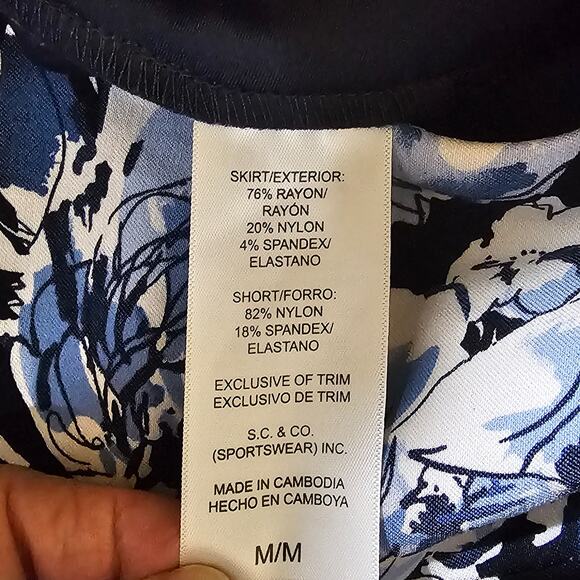 SKIRT/EXTERIOR:
76% RAYON/
RAYÓN
20% NYLON
4% SPANDEX/
ELASTANO
SHORT/FORRO:
82% NYLON
18% SPANDEX/
ELASTANO
EXCLUSIVE OF TRIM
EXCLUSIVO DE TRIM
S.C. & CO.
(SPORTSWEAR) INC.
MADE IN CAMBODIA
HECHO EN CAMBOYA
M/M